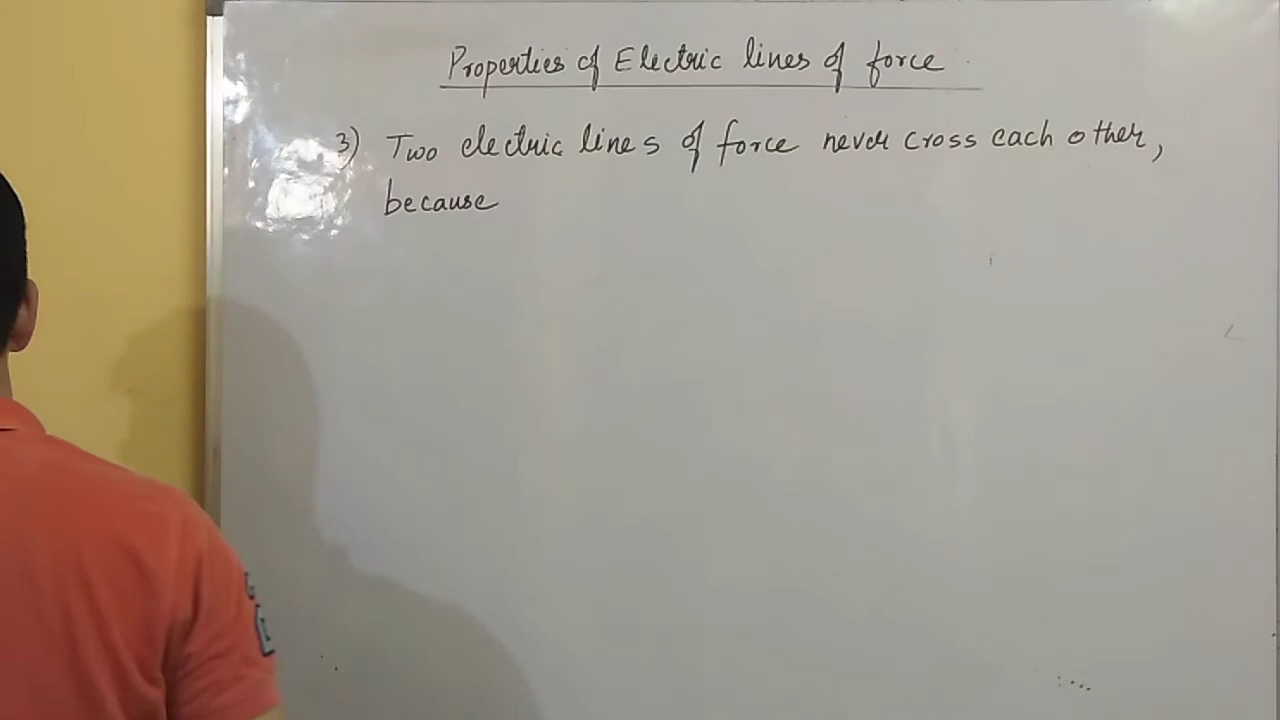 Properties of Electric lines of force
3) Two electric lines of force never cross each other,
because